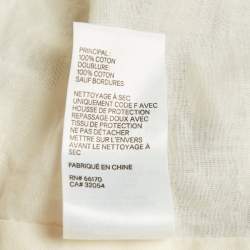 PRINCIPAL:
100% COTON
DOUBLURE
100% COTON
SAUF BORDURES
NETTOYAGE À SEC
UNIQUEMENT CODE F AVEC
HOUSSE DE PROTECTION
REPASSAGE DOUX AVEC
TISSU DE PROTECTION
NE PAS DÉTACHER
METTRE SUR L'ENVERS
AVANT LE NETTOYAGE À SEC
FABRIQUÉ EN CHINE
RN# 66170
CA# 32054